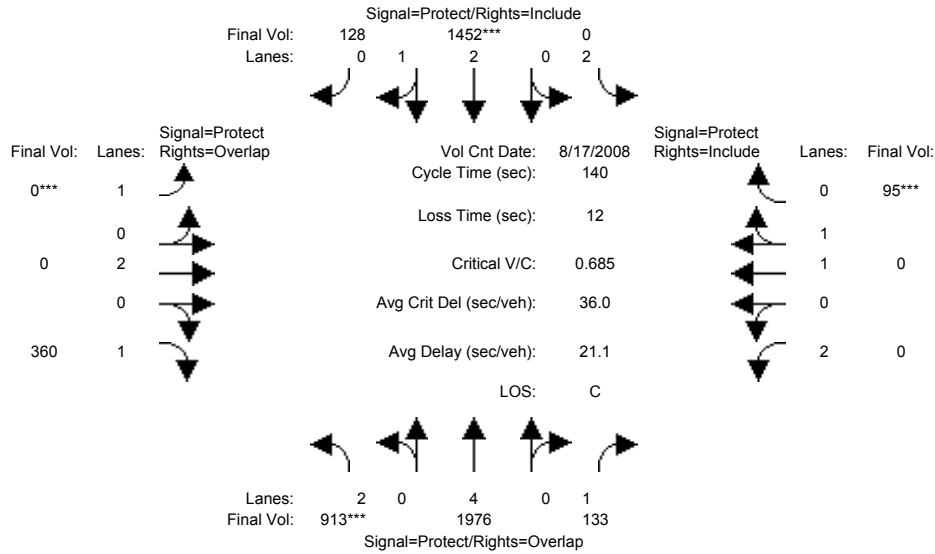 Signal=Protect/Rights=Include
Final Vol: 128 1452*** 0
Lanes: 0 1 2 0 2
Signal=Protect Signal=Protect
Final Vol: Lanes: Rights=Overlap Vol Cnt Date: 8/17/2008 Rights=Include Lanes: Final Vol:
Cycle Time (sec): 140
0*** 1 0 95***
Loss Time (sec): 12
0 1
0 2 Critical V/C: 0.685 1 0
0 Avg Crit Del (sec/veh): 36.0 0
360 1 Avg Delay (sec/veh): 21.1 2 0
LOS: C
Lanes: 2 0 4 0 1
Final Vol: 913*** 1976 133
Signal=Protect/Rights=Overlap